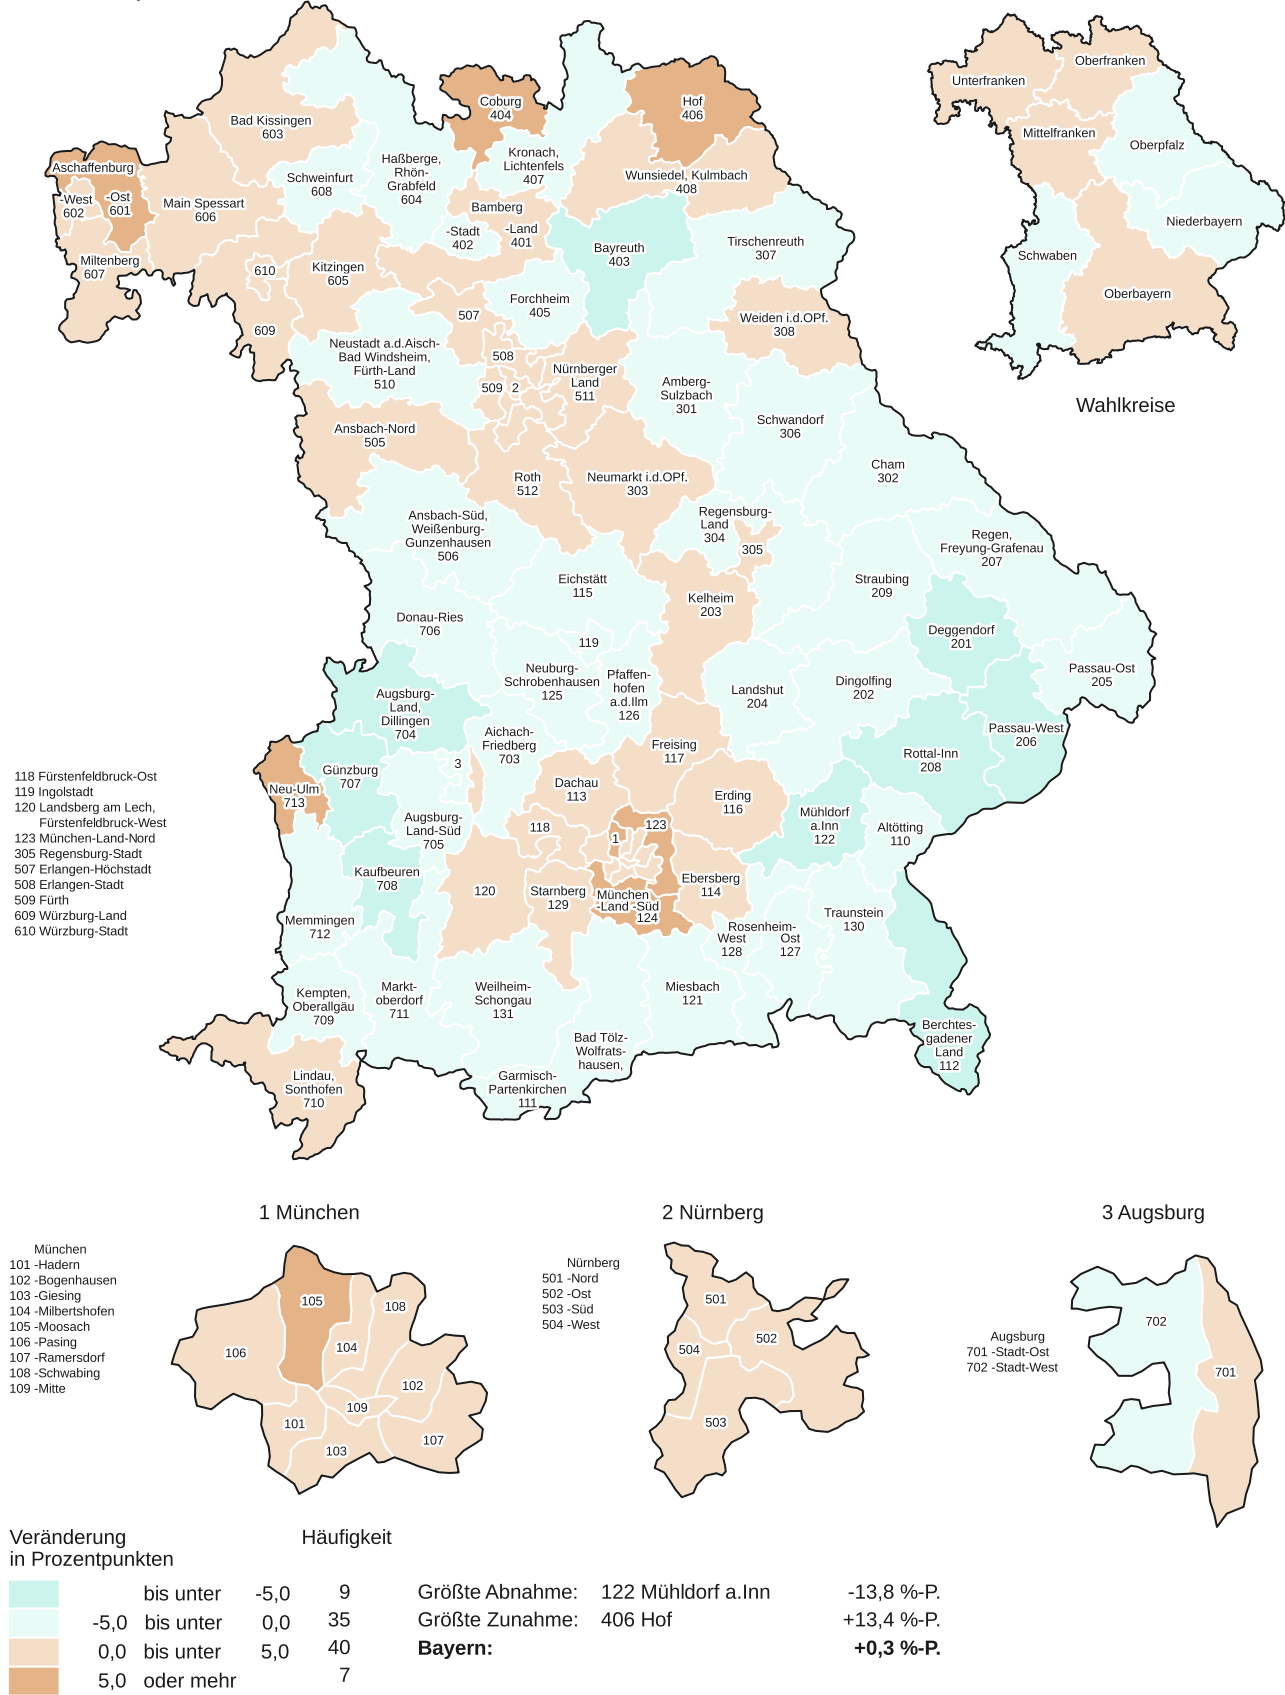 Coburg
404
Hof
406
Bad Kissingen
603
Aschaffenburg
-West
602
-Ost
601
Schweinfurt
608
Haßberge,
Rhön-
Grabfeld
604
Kronach,
Lichtenfels
407
Wunsiedel, Kulmbach
408
Main Spessart
606
Bamberg
-Stadt
402
-Land
401
Bayreuth
403
Tirschenreuth
307
Miltenberg
607
610
Kitzingen
605
Forchheim
405
507
Weiden i.d.OPf.
308
609
Neustadt a.d.Aisch-
Bad Windsheim,
Fürth-Land
510
508
509
2
Nürnberger
Land
511
Amberg-
Sulzbach
301
Schwandorf
306
Ansbach-Nord
505
Cham
302
Roth
512
Neumarkt i.d.OPf.
303
Ansbach-Süd,
Weißenburg-
Gunzenhausen
506
Regensburg-
Land
304
305
Regen,
Freyung-Grafenau
207
Eichstätt
115
Straubing
209
Kelheim
203
Donau-Ries
706
119
Deggendorf
201
Neuburg-
Schrobenhausen
125
Pfaffen-
hofen
a.d.Ilm
126
Passau-Ost
205
Augsburg-
Land,
Dillingen
704
Landshut
204
Dingolfing
202
Passau-West
206
Aichach-
Friedberg
703
Freising
117
Rottal-Inn
208
3
Günzburg
707
Neu-Ulm
713
Dachau
113
Erding
116
Mühldorf
a.Inn
122
Altötting
110
Augsburg-
Land-Süd
705
118
123
1
Kaufbeuren
708
120
Starnberg
129
München
-Land -Süd
124
Ebersberg
114
Memmingen
712
Rosenheim-
West
128
Ost
127
Traunstein
130
Kempten,
Oberallgäu
709
Markt-
oberdorf
711
Weilheim-
Schongau
131
Miesbach
121
Bad Tölz-
Wolfrats-
hausen,
Berchtes-
gadener
Land
112
Lindau,
Sonthofen
710
Garmisch-
Partenkirchen
111
Unterfranken
Oberfranken
Mittelfranken
Oberpfalz
Niederbayern
Schwaben
Oberbayern
Wahlkreise
118 Fürstenfeldbruck-Ost
119 Ingolstadt
120 Landsberg am Lech,
Fürstenfeldbruck-West
123 München-Land-Nord
305 Regensburg-Stadt
507 Erlangen-Höchstadt
508 Erlangen-Stadt
509 Fürth
609 Würzburg-Land
610 Würzburg-Stadt
1 München
München
101 -Hadern
102 -Bogenhausen
103 -Giesing
104 -Milbertshofen
105 -Moosach
106 -Pasing
107 -Ramersdorf
108 -Schwabing
109 -Mitte
105
108
104
106
102
109
101
107
103
2 Nürnberg
Nürnberg
501 -Nord
502 -Ost
503 -Süd
504 -West
501
502
504
503
3 Augsburg
Augsburg
701 -Stadt-Ost
702 -Stadt-West
702
701
Veränderung
in Prozentpunkten
Häufigkeit
bis unter -5,0 9
-5,0 bis unter 0,0 35
0,0 bis unter 5,0 40
5,0 oder mehr 7
Größte Abnahme: 122 Mühldorf a.Inn -13,8 %-P.
Größte Zunahme: 406 Hof +13,4 %-P.
Bayern: +0,3 %-P.